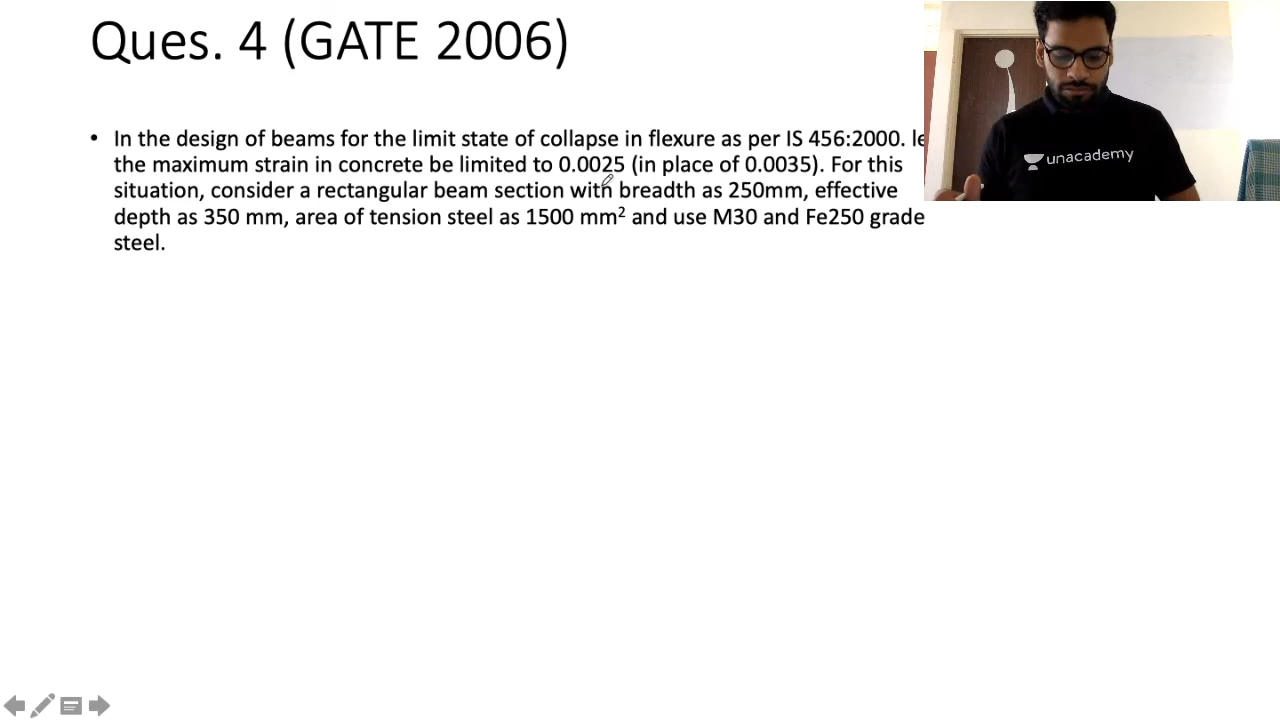 Ques. 4 (GATE 2006)
• In the design of beams for the limit state of collapse in flexure as per IS 456:2000.
the maximum strain in concrete be limited to 0.0025 (in place of 0.0035). For this
situation, consider a rectangular beam section with breadth as 250mm, effective
depth as 350 mm, area of tension steel as 1500 mm² and use M30 and Fe250 grade
steel.
unacademy